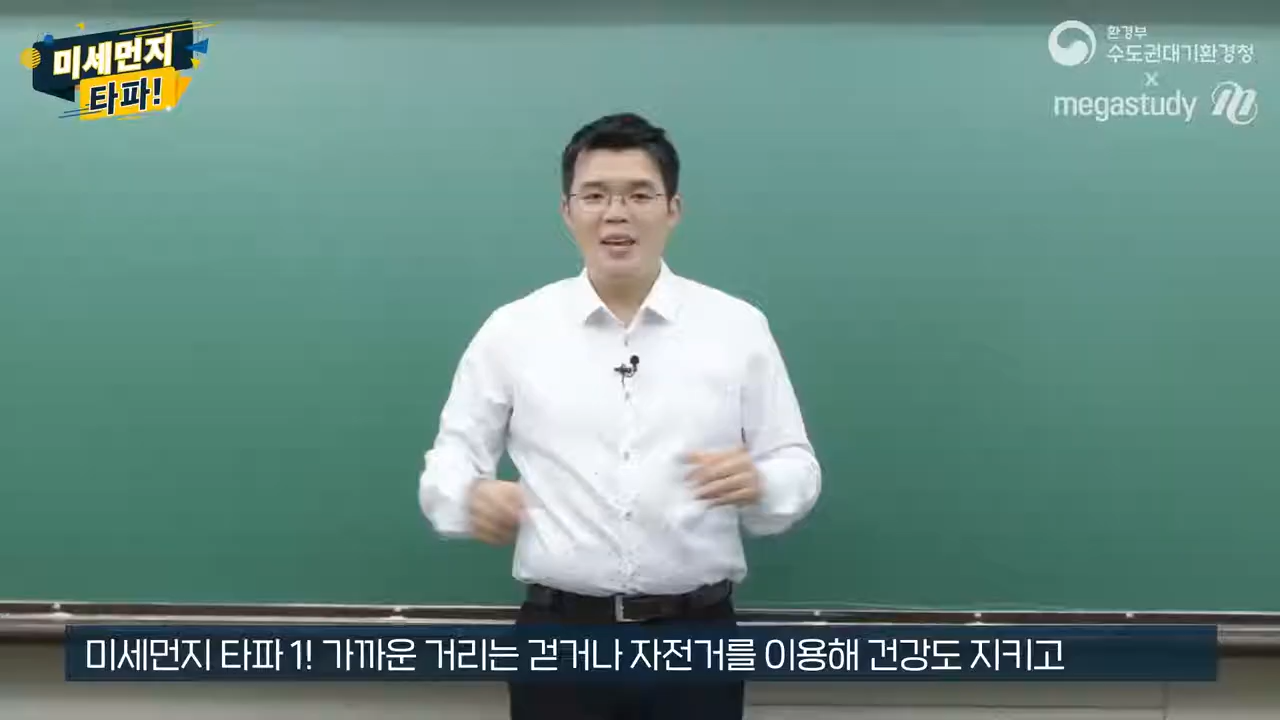 미세먼지
타파!
환경부
수도권대기환경청
x
megastudy m
미세먼지 타파 1! 가까운 거리는 걷거나 자전거를 이용해 건강도 지키고